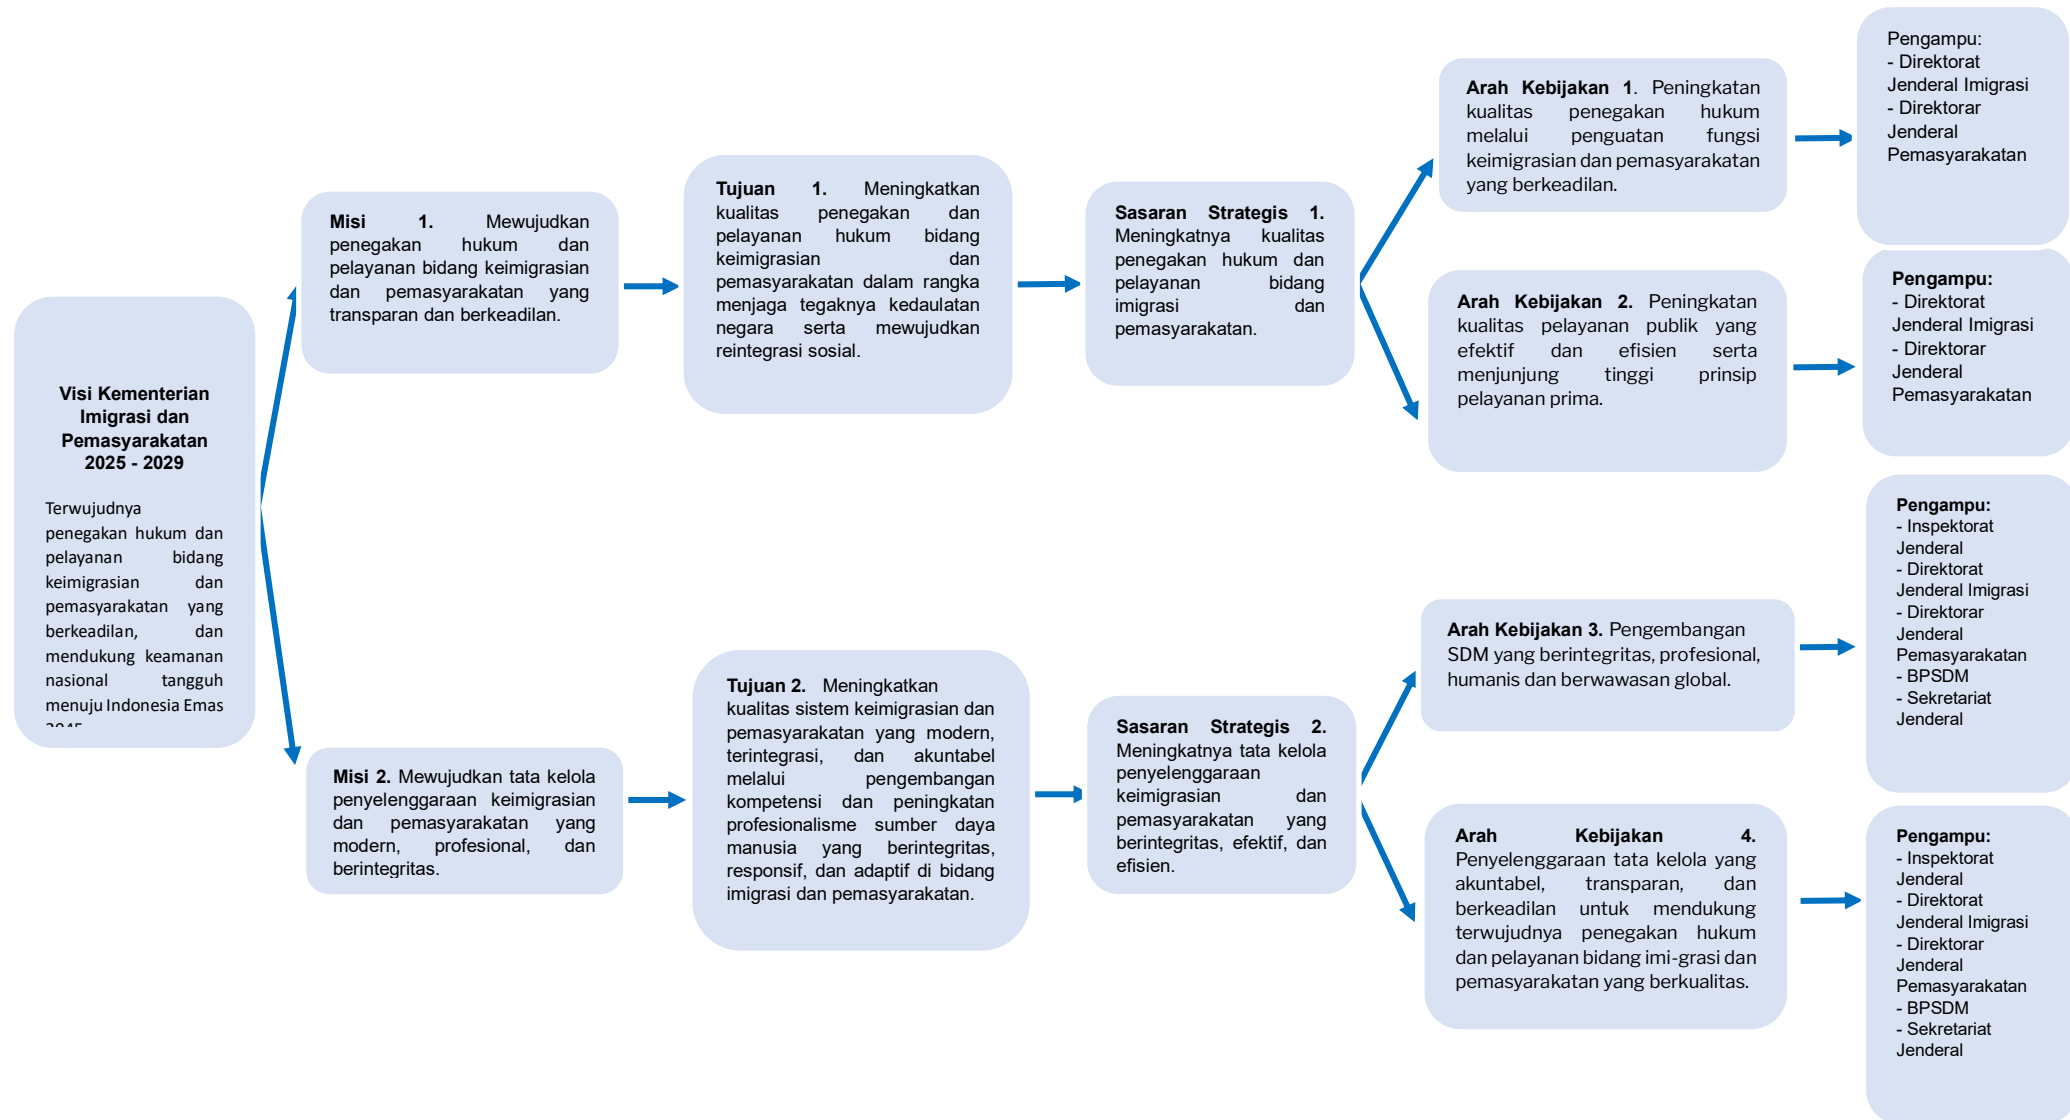 Visi Kementerian
Imigrasi dan
Pemasyarakatan
2025 - 2029
Terwujudnya
penegakan hukum dan
pelayanan bidang
keimigrasian dan
pemasyarakatan yang
berkeadilan, dan
mendukung keamanan
nasional tangguh
menuju Indonesia Emas
Misi 1. Mewujudkan
penegakan hukum dan
pelayanan bidang keimigrasian
dan pemasyarakatan yang
transparan dan berkeadilan.
Tujuan 1. Meningkatkan
kualitas penegakan dan
pelayanan hukum bidang
keimigrasian dan
pemasyarakatan dalam rangka
menjaga tegaknya kedaulatan
negara serta mewujudkan
reintegrasi sosial.
Sasaran Strategis 1.
Meningkatnya kualitas
penegakan hukum dan
pelayanan bidang
imigrasi dan
pemasyarakatan.
Arah Kebijakan 1. Peningkatan
kualitas penegakan hukum
melalui penguatan fungsi
keimigrasian dan pemasyarakatan
yang berkeadilan.
Pengampu:
- Direktorat
Jenderal Imigrasi
- Direktorar
Jenderal
Pemasyarakatan
Arah Kebijakan 2. Peningkatan
kualitas pelayanan publik yang
efektif dan efisien serta
menjunjung tinggi prinsip
pelayanan prima.
Pengampu:
- Direktorat
Jenderal Imigrasi
- Direktorar
Jenderal
Pemasyarakatan
Misi 2. Mewujudkan tata kelola
penyelenggaraan keimigrasian
dan pemasyarakatan yang
modern, profesional, dan
berintegritas.
Tujuan 2. Meningkatkan
kualitas sistem keimigrasian dan
pemasyarakatan yang modern,
terintegrasi, dan akuntabel
melalui pengembangan
kompetensi dan peningkatan
profesionalisme sumber daya
manusia yang berintegritas,
responsif, dan adaptif di bidang
imigrasi dan pemasyarakatan.
Sasaran Strategis 2.
Meningkatnya tata kelola
penyelenggaraan
keimigrasian dan
pemasyarakatan yang
berintegritas, efektif, dan
efisien.
Arah Kebijakan 3. Pengembangan
SDM yang berintegritas, profesional,
humanis dan berwawasan global.
Pengampu:
- Inspektorat
Jenderal
- Direktorat
Jenderal Imigrasi
- Direktorar
Jenderal
Pemasyarakatan
- BPSDM
- Sekretariat
Jenderal
Arah Kebijakan 4.
Penyelenggaraan tata kelola yang
akuntabel, transparan, dan
berkeadilan untuk mendukung
terwujudnya penegakan hukum
dan pelayanan bidang imi-grasi dan
pemasyarakatan yang berkualitas.
Pengampu:
- Inspektorat
Jenderal
- Direktorat
Jenderal Imigrasi
- Direktorar
Jenderal
Pemasyarakatan
- BPSDM
- Sekretariat
Jenderal